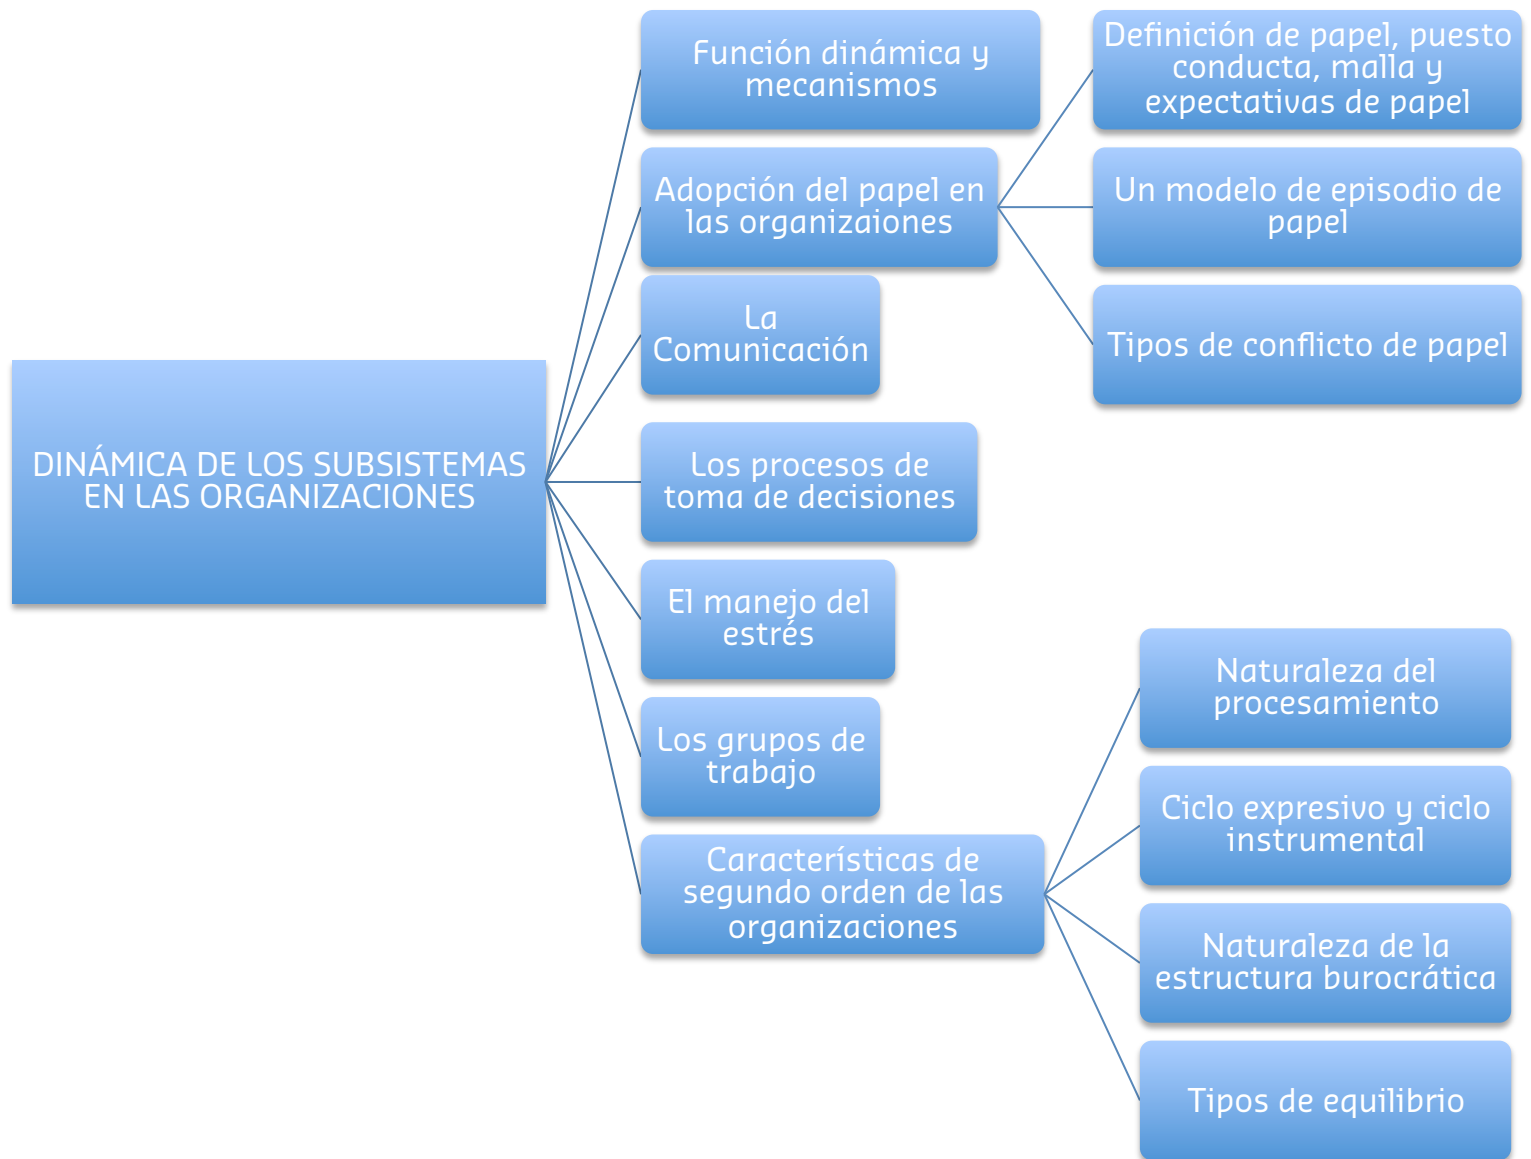 DINÁMICA DE LOS SUBSISTEMAS
EN LAS ORGANIZACIONES
Función dinámica y
mecanismos
Adopción del papel en
las organizaiones
Definición de papel, puesto
conducta, malla y
expectativas de papel
Un modelo de episodio de
papel
Tipos de conflicto de papel
La
Comunicación
Los procesos de
toma de decisiones
El manejo del
estrés
Los grupos de
trabajo
Características de
segundo orden de las
organizaciones
Naturaleza del
procesamiento
Ciclo expresivo y ciclo
instrumental
Naturaleza de la
estructura burocrática
Tipos de equilibrio